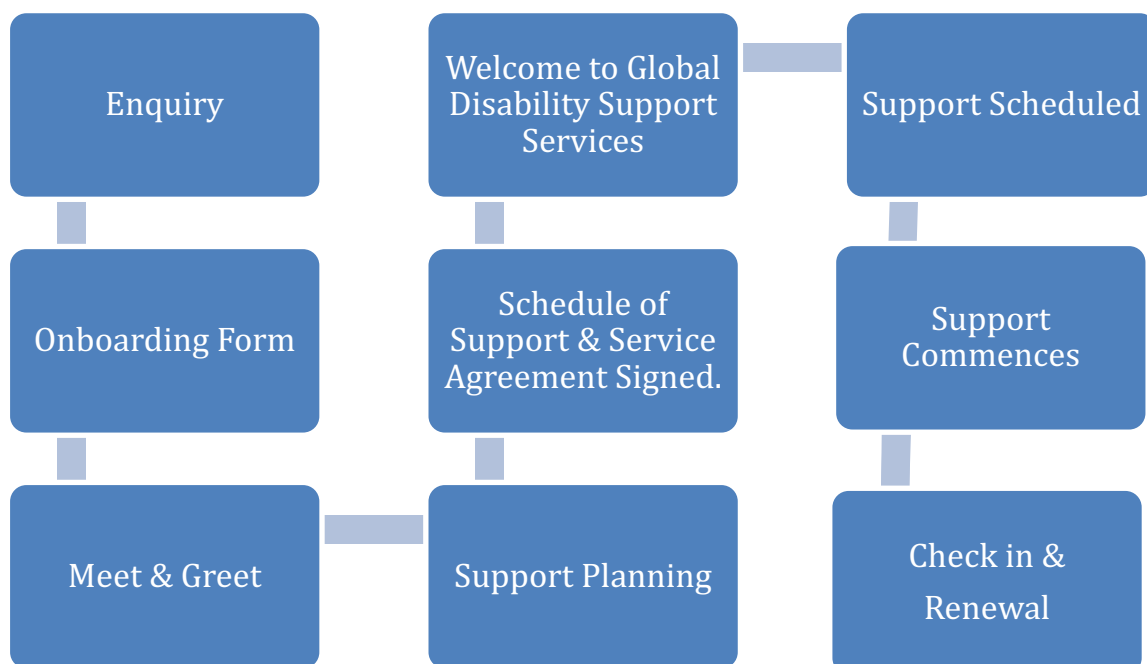 Enquiry
Onboarding Form
Meet & Greet
Support Planning
Schedule of
Support & Service
Agreement Signed.
Welcome to Global
Disability Support
Services
Support Scheduled
Support
Commences
Check in &
Renewal